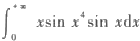 ∫₀^{+∞} x sin x⁴ sin x dx